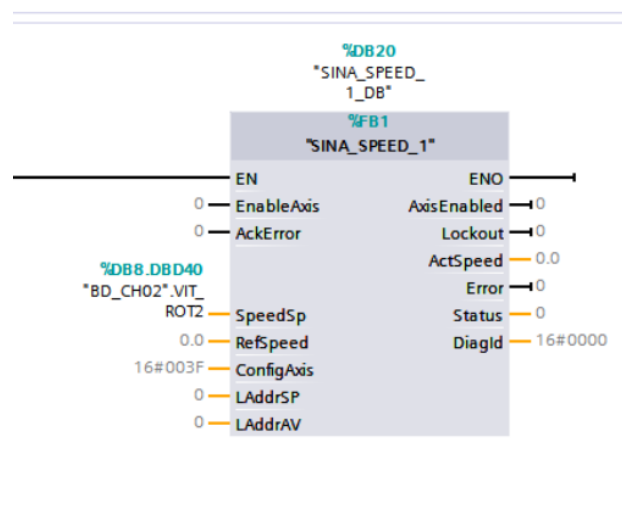 %DB20
"SINA_SPEED_
1_DB"
%FB1
"SINA_SPEED_1"
EN ENO
0 EnableAxis AxisEnabled 0
0 AckError Lockout 0
%DB8.DBD40 ActSpeed 0.0
"BD_CH02".VIT_ Error 0
ROT2 SpeedSp Status 0
0.0 RefSpeed DiagId 16#0000
16#003F ConfigAxis
0 LAddrSP
0 LAddrAV